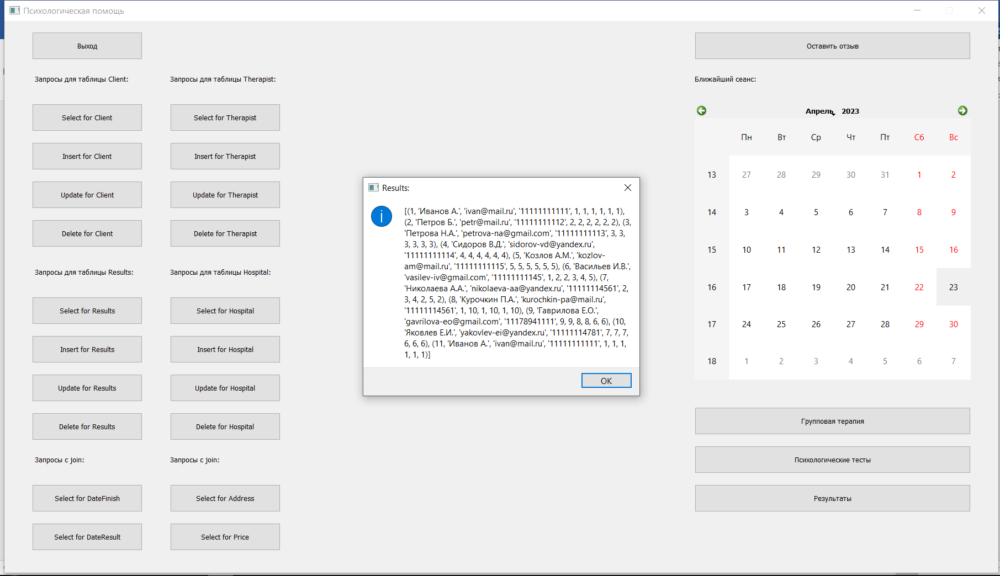 Психологическая помощь
Выход
Оставить отзыв
Запросы для таблицы Client:
Запросы для таблицы Therapist:
Ближайший сеанс:
Select for Client
Select for Therapist
Insert for Client
Insert for Therapist
Update for Client
Update for Therapist
Delete for Client
Delete for Therapist
Запросы для таблицы Results:
Запросы для таблицы Hospital:
Select for Results
Select for Hospital
Insert for Results
Insert for Hospital
Update for Results
Update for Hospital
Delete for Results
Delete for Hospital
Запросы с join:
Запросы с join:
Select for DateFinish
Select for Address
Select for DateResult
Select for Price
Results:
[(1, 'Иванов А.', 'ivan@mail.ru', '11111111111', 1, 1, 1, 1, 1, 1),
(2, 'Петров Б.', 'petr@mail.ru', '11111111112', 2, 2, 2, 2, 2, 2), (3,
'Петрова Н.А.', 'petrova-na@gmail.com', '11111111113', 3, 3,
3, 3, 3, 3), (4, 'Сидоров В.Д.', 'sidorov-vd@yandex.ru',
'11111111114', 4, 4, 4, 4, 4, 4), (5, 'Козлов А.М.', 'kozlov-
am@mail.ru', '11111111115', 5, 5, 5, 5, 5, 5), (6, 'Васильев И.В.',
'vasilev-iv@gmail.com', '11111111145', 1, 2, 2, 3, 4, 5), (7,
'Николаева А.А.', 'nikolaeva-aa@yandex.ru', '11111114561', 2,
3, 4, 2, 5, 2), (8, 'Курочкин П.А.', 'kurochkin-pa@mail.ru',
'11111114561', 1, 10, 1, 10, 1, 10), (9, 'Гаврилова Е.О.',
'gavrilova-eo@gmail.com', '11178941111', 9, 9, 8, 8, 6, 6), (10,
'Яковлев Е.И.', 'yakovlev-ei@yandex.ru', '11111114781', 7, 7, 7,
6, 6, 6), (11, 'Иванов А.', 'ivan@mail.ru', '11111111111', 1, 1, 1,
1, 1, 1)]
OK
Апрель 2023
Пн Вт Ср Чт Пт Сб Вс
13 27 28 29 30 31 1 2
14 3 4 5 6 7 8 9
15 10 11 12 13 14 15 16
16 17 18 19 20 21 22 23
17 24 25 26 27 28 29 30
18 1 2 3 4 5 6 7
Групповая терапия
Психологические тесты
Результаты